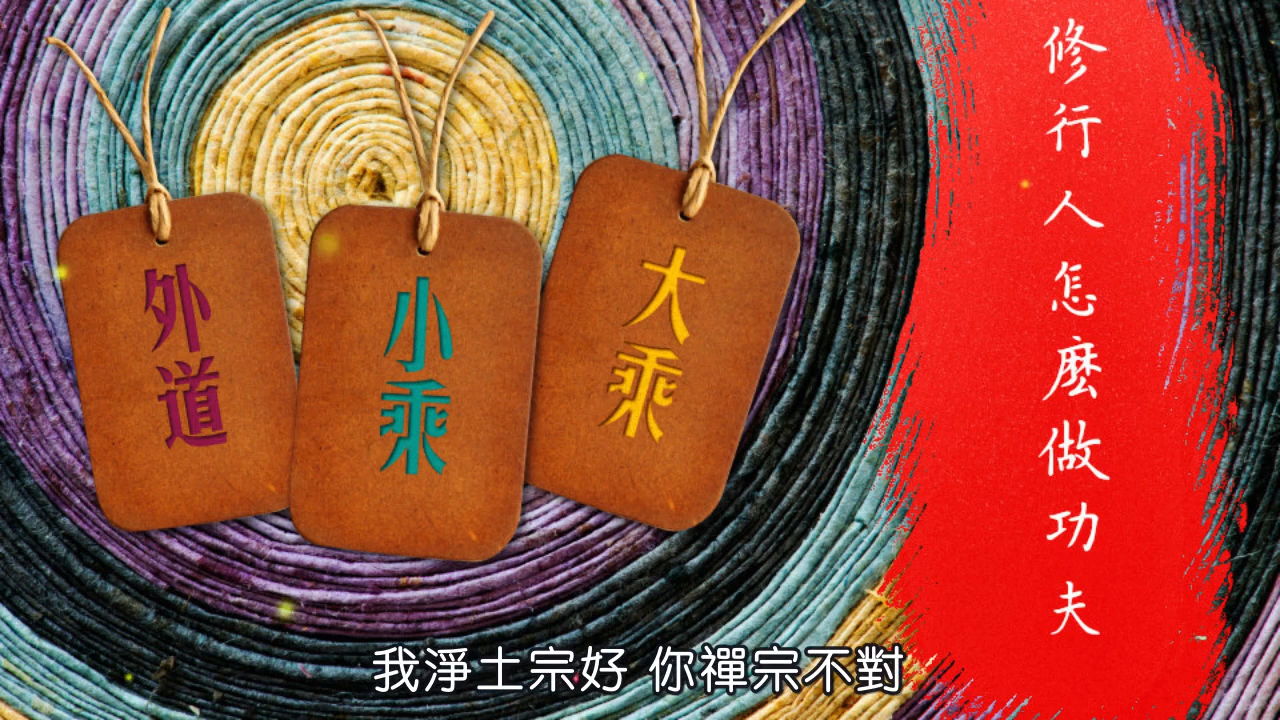 外道
小乘
大乘
修行人怎麼做功夫
我淨土宗好 你禪宗不對